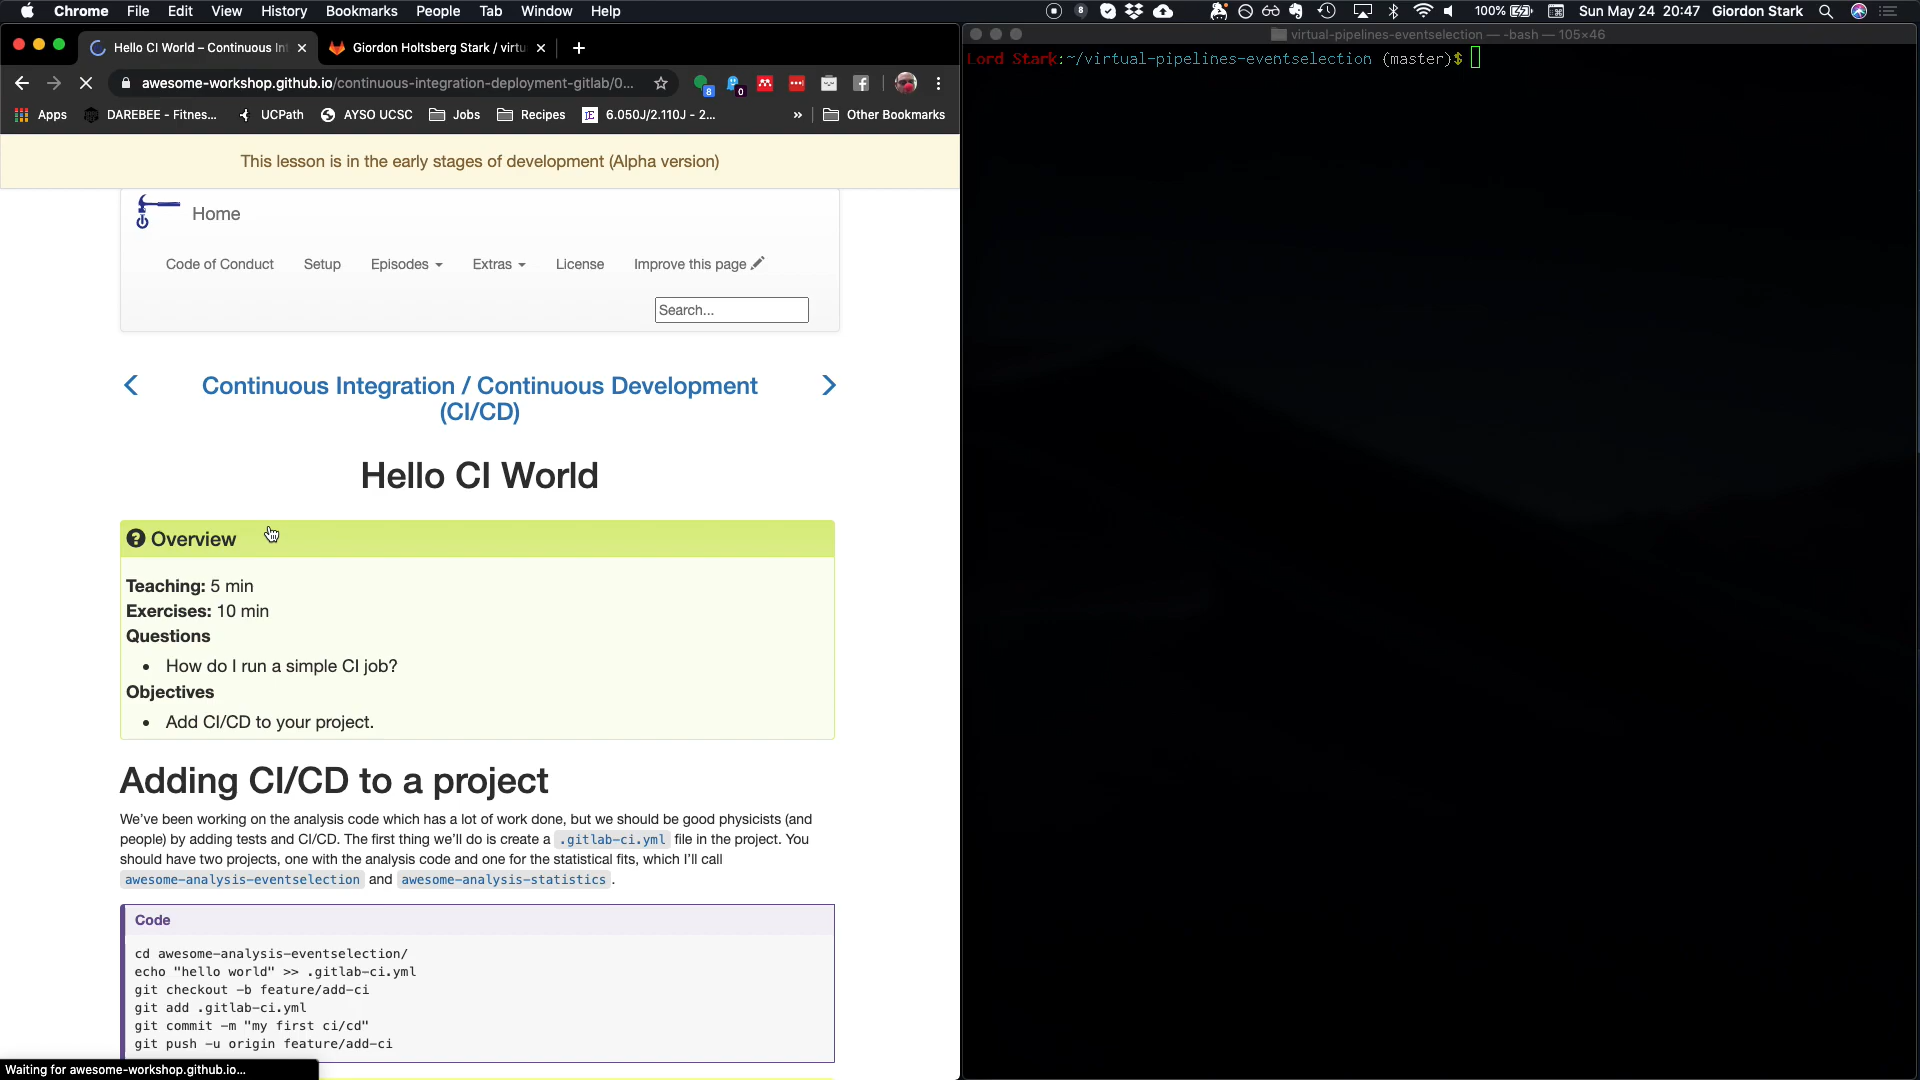 Chrome File Edit View History Bookmarks People Tab Window Help
8 100% Sun May 24 20:47 Giordon Stark
Hello CI World – Continuous In
Giordon Holtsberg Stark / virtu
virtual-pipelines-eventselection — -bash — 105×46
awesome-workshop.github.io/continuous-integration-deployment-gitlab/0...
8 0
Lord Stark:~/virtual-pipelines-eventselection (master)$
Apps DAREBEE - Fitnes... UCPath AYSO UCSC Jobs Recipes 6.050J/2.110J - 2... » Other Bookmarks
This lesson is in the early stages of development (Alpha version)
Home
Code of Conduct Setup Episodes Extras License Improve this page
Search...
Continuous Integration / Continuous Development
(CI/CD)
Hello CI World
Overview
Teaching: 5 min
Exercises: 10 min
Questions
• How do I run a simple CI job?
Objectives
• Add CI/CD to your project.
Adding CI/CD to a project
We’ve been working on the analysis code which has a lot of work done, but we should be good physicists (and
people) by adding tests and CI/CD. The first thing we’ll do is create a .gitlab-ci.yml file in the project. You
should have two projects, one with the analysis code and one for the statistical fits, which I’ll call
awesome-analysis-eventselection and awesome-analysis-statistics.
Code
cd awesome-analysis-eventselection/
echo "hello world" >> .gitlab-ci.yml
git checkout -b feature/add-ci
git add .gitlab-ci.yml
git commit -m "my first ci/cd"
git push -u origin feature/add-ci
Waiting for awesome-workshop.github.io...